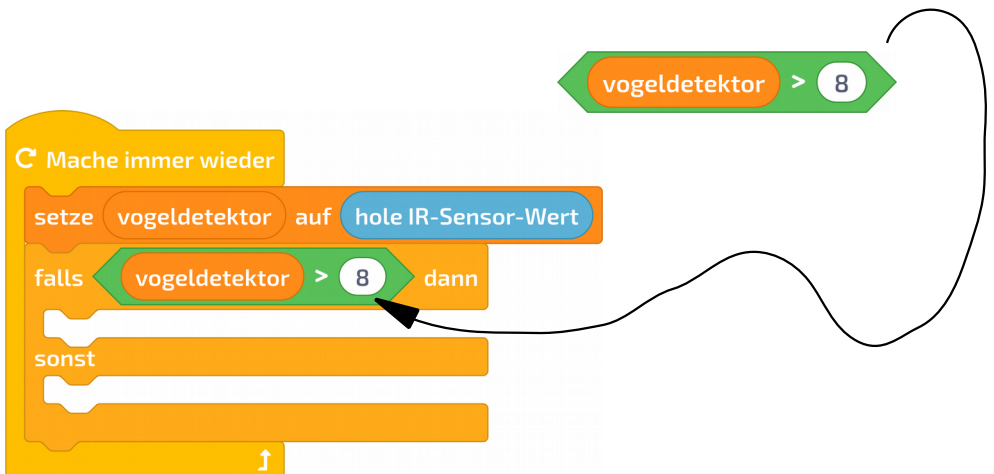 vogeldetektor > 8
Mache immer wieder
setze vogeldetektor auf hole IR-Sensor-Wert
falls vogeldetektor > 8 dann
sonst